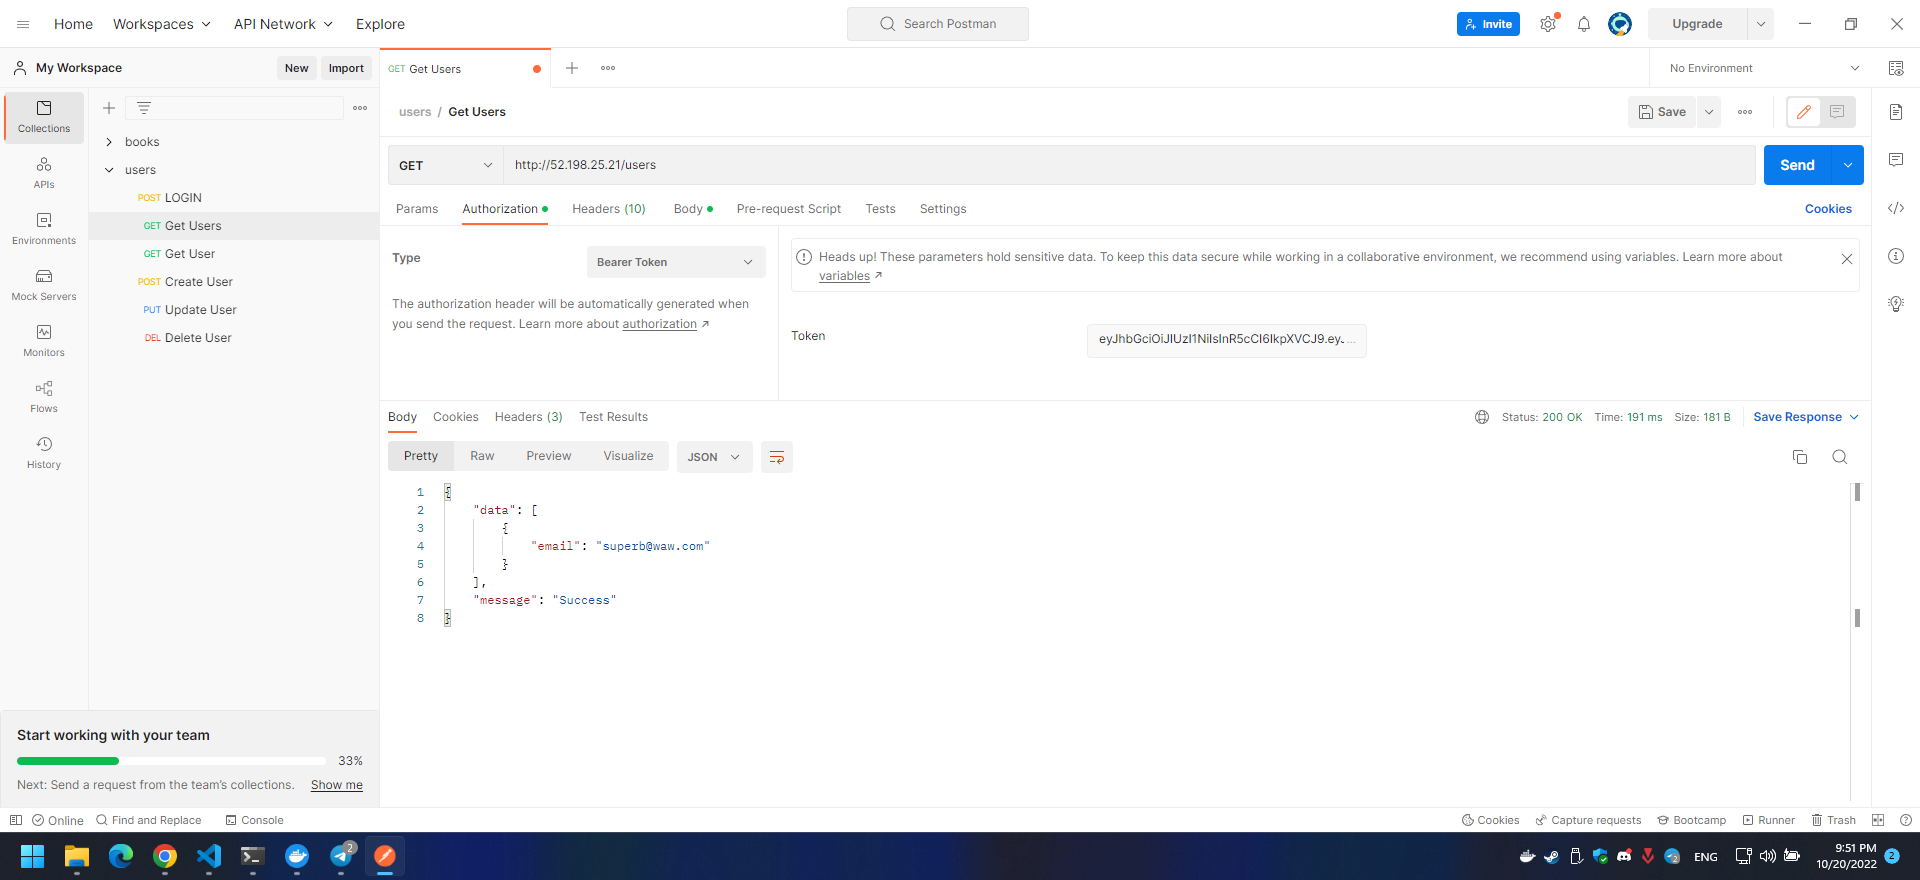 Home Workspaces API Network Explore Search Postman Invite Upgrade
My Workspace New Import
GET Get Users
No Environment
Collections
APIs
Environments
Mock Servers
Monitors
Flows
History
books
users
POST LOGIN
GET Get Users
GET Get User
POST Create User
PUT Update User
DEL Delete User
users / Get Users
Save
GET http://52.198.25.21/users Send
Params Authorization Headers (10) Body Pre-request Script Tests Settings Cookies
Type Bearer Token
The authorization header will be automatically generated when
you send the request. Learn more about authorization ↗
Heads up! These parameters hold sensitive data. To keep this data secure while working in a collaborative environment, we recommend using variables. Learn more about
variables ↗
Token eyJhbGciOiJIUzI1NiIsInR5cCI6IkpXVCJ9.ey. ...
Body Cookies Headers (3) Test Results Status: 200 OK Time: 191 ms Size: 181 B Save Response
Pretty Raw Preview Visualize JSON
1 {
2 "data": [
3 {
4 "email": "superb@waw.com"
5 }
6 ],
7 "message": "Success"
8 }
Start working with your team
33%
Next: Send a request from the team's collections. Show me
Online Find and Replace Console Cookies Capture requests Bootcamp Runner Trash
2
2
ENG
9:51 PM
10/20/2022
2